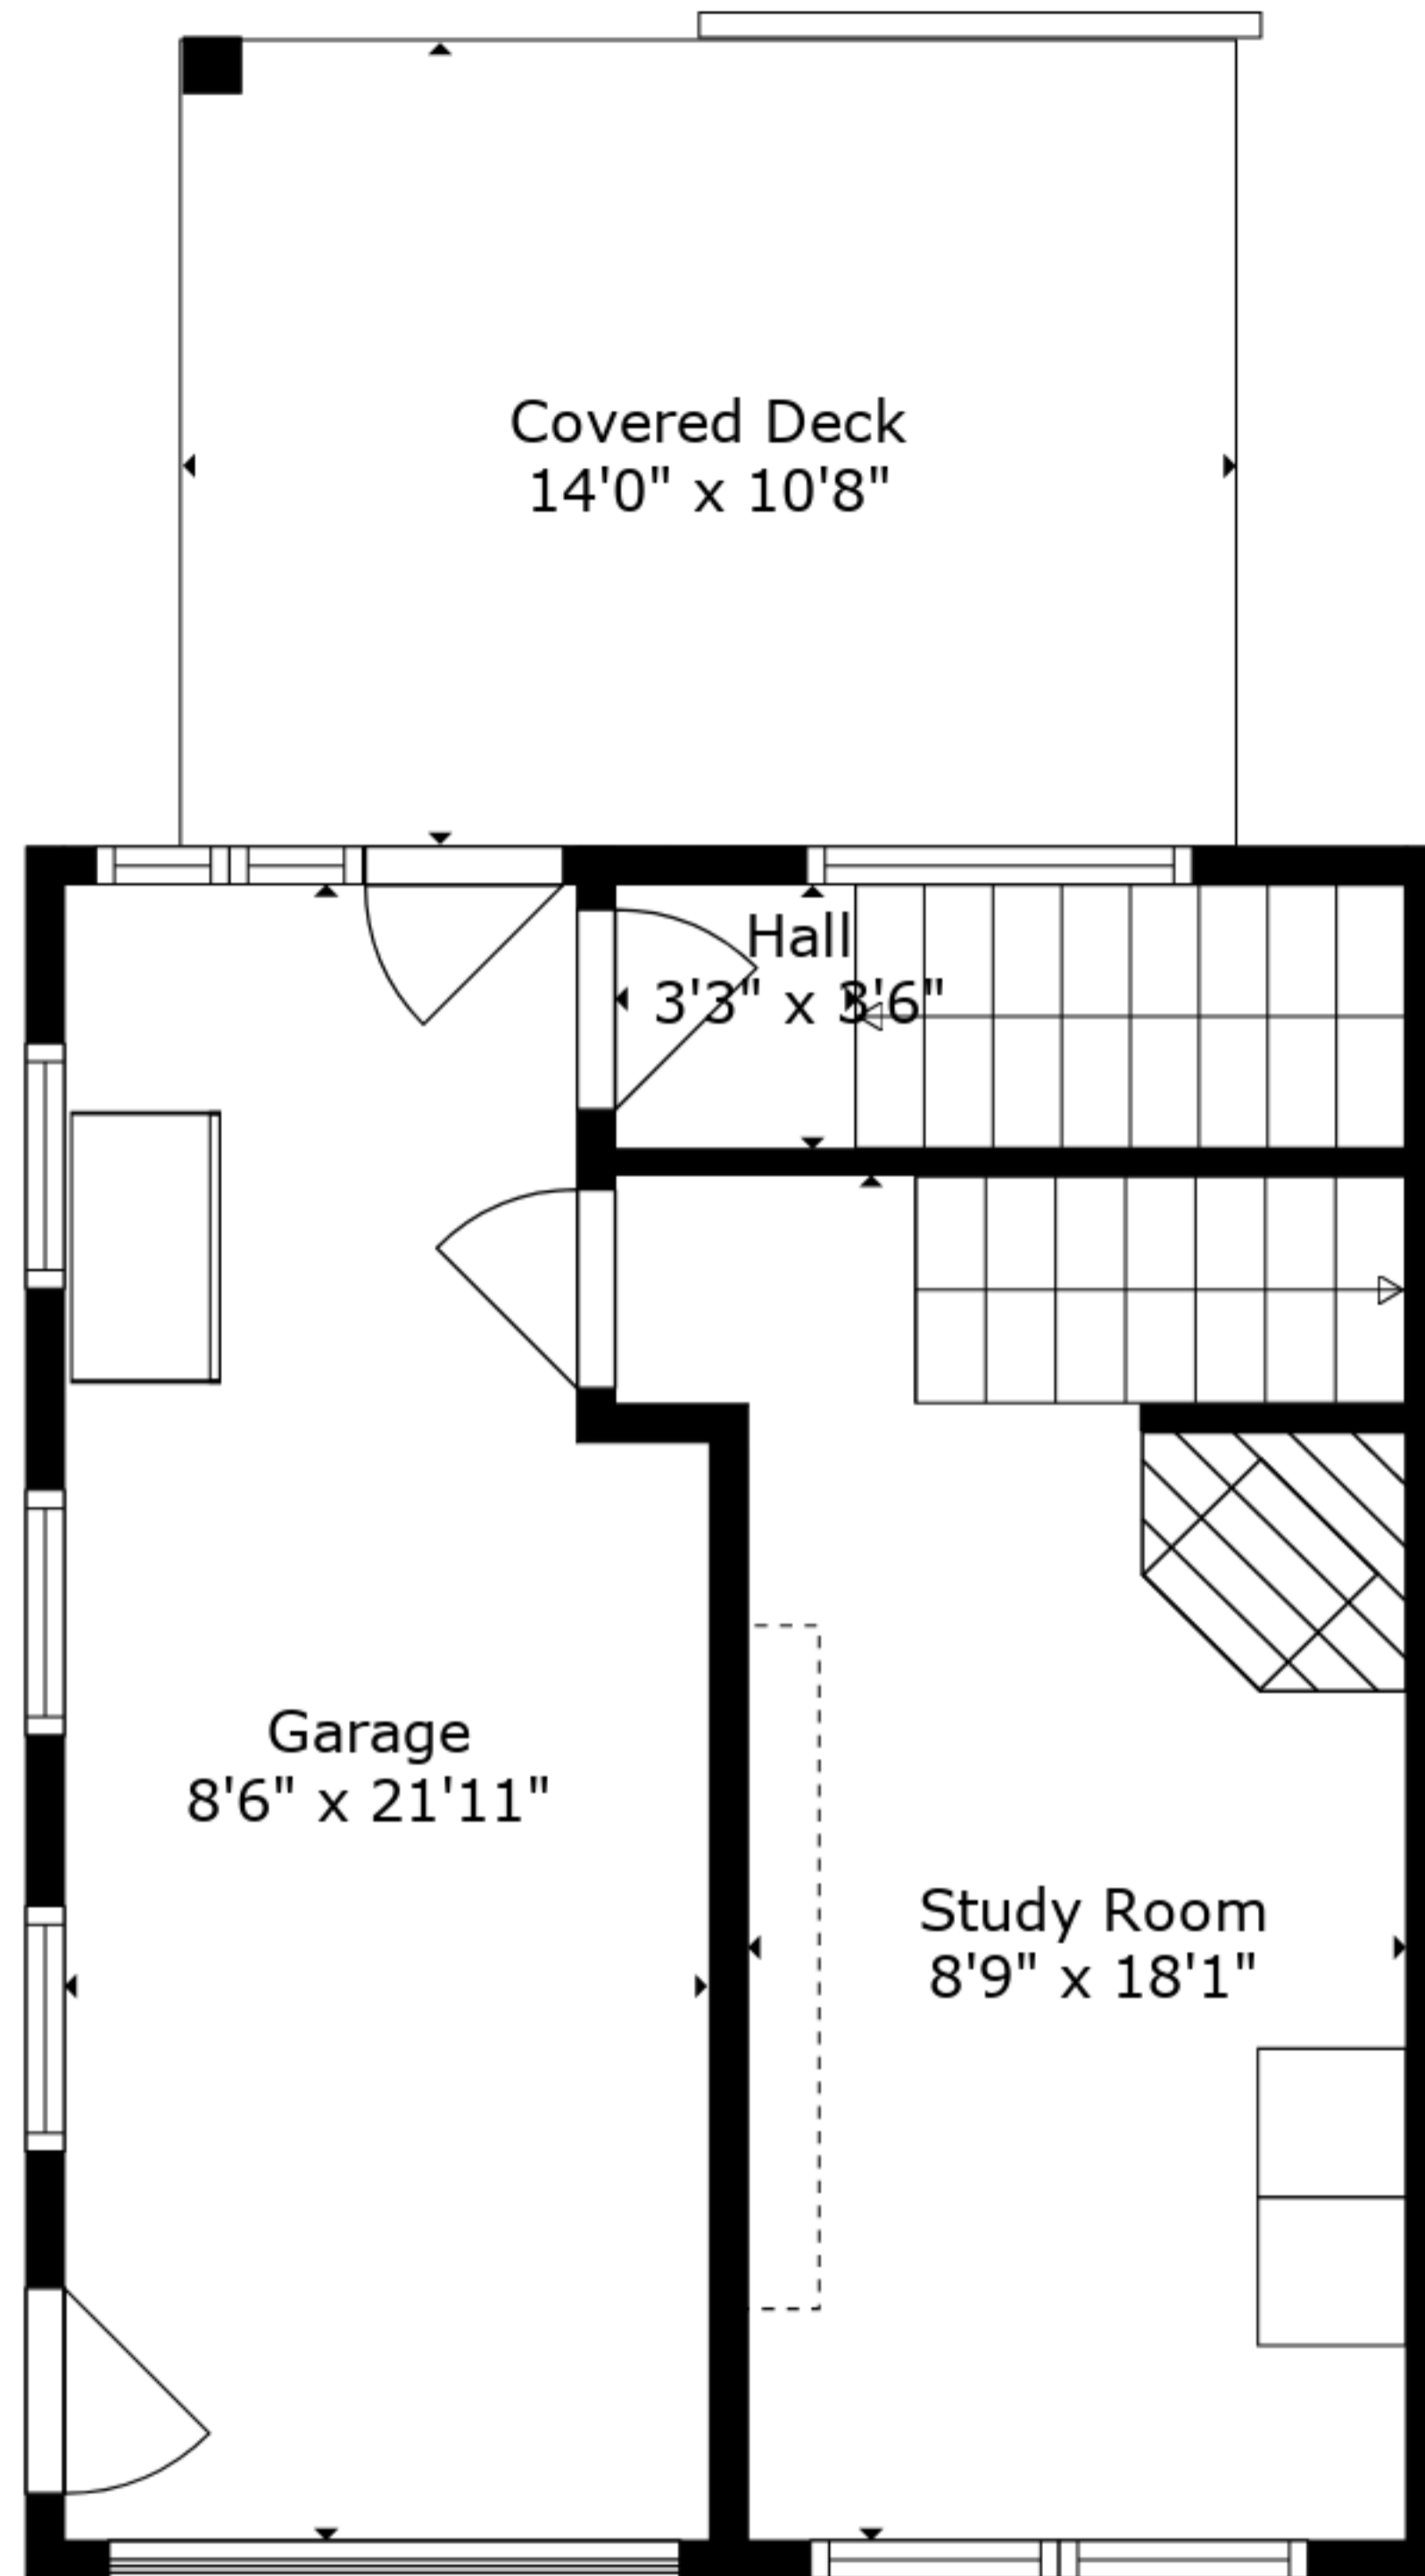 Covered Deck
14'0" x 10'8"
Hall
3'3" x 3'6"
Garage
8'6" x 21'11"
Study Room
8'9" x 18'1"